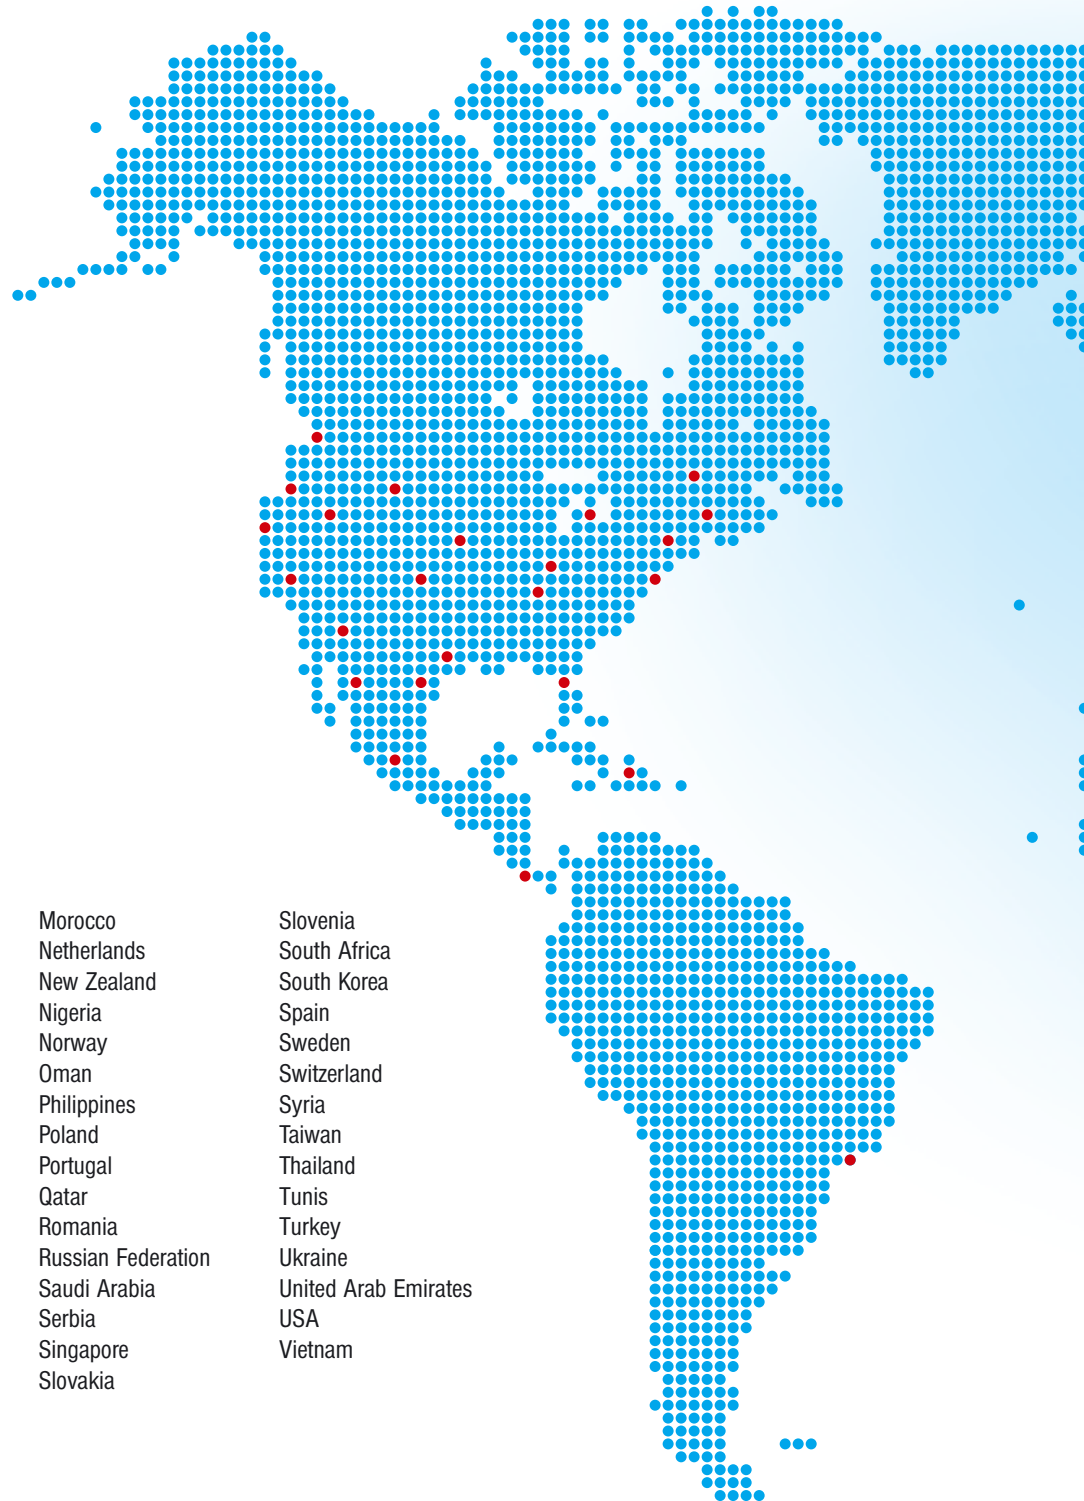 Morocco
Netherlands
New Zealand
Nigeria
Norway
Oman
Philippines
Poland
Portugal
Qatar
Romania
Russian Federation
Saudi Arabia
Serbia
Singapore
Slovakia
Slovenia
South Africa
South Korea
Spain
Sweden
Switzerland
Syria
Taiwan
Thailand
Tunis
Turkey
Ukraine
United Arab Emirates
USA
Vietnam